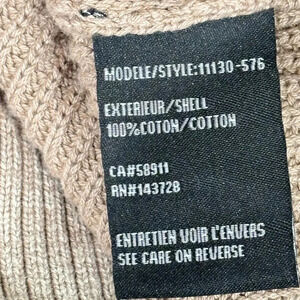 MODELE/STYLE:11130-576
EXTERIEUR/SHELL
100%COTON/COTTON
CA#58911
RN#143728
ENTRETIEN VOIR L'ENVERS
SEE CARE ON REVERSE